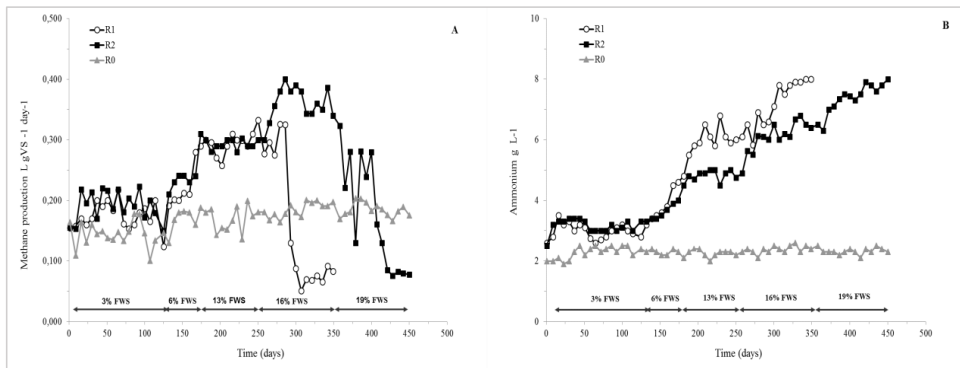 A
R1
R2
R0
0,500
0,400
0,300
0,200
0,100
0,000
Methane production L gVS -1 day-1
3% FWS
6% FWS
13% FWS
16% FWS
19% FWS
0 50 100 150 200 250 300 350 400 450 500
Time (days)
B
R1
R2
R0
10
8
6
4
2
0
Ammonium g L-1
3% FWS
6% FWS
13% FWS
16% FWS
19% FWS
0 50 100 150 200 250 300 350 400 450 500
Time (days)